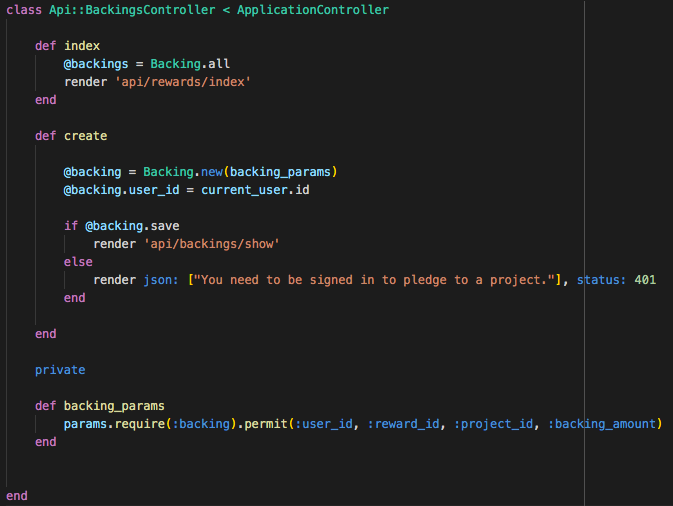 class Api::BackingsController < ApplicationController
def index
@backings = Backing.all
render 'api/rewards/index'
end
def create
@backing = Backing.new(backing_params)
@backing.user_id = current_user.id
if @backing.save
render 'api/backings/show'
else
render json: ["You need to be signed in to pledge to a project."], status: 401
end
end
private
def backing_params
params.require(:backing).permit(:user_id, :reward_id, :project_id, :backing_amount)
end
end